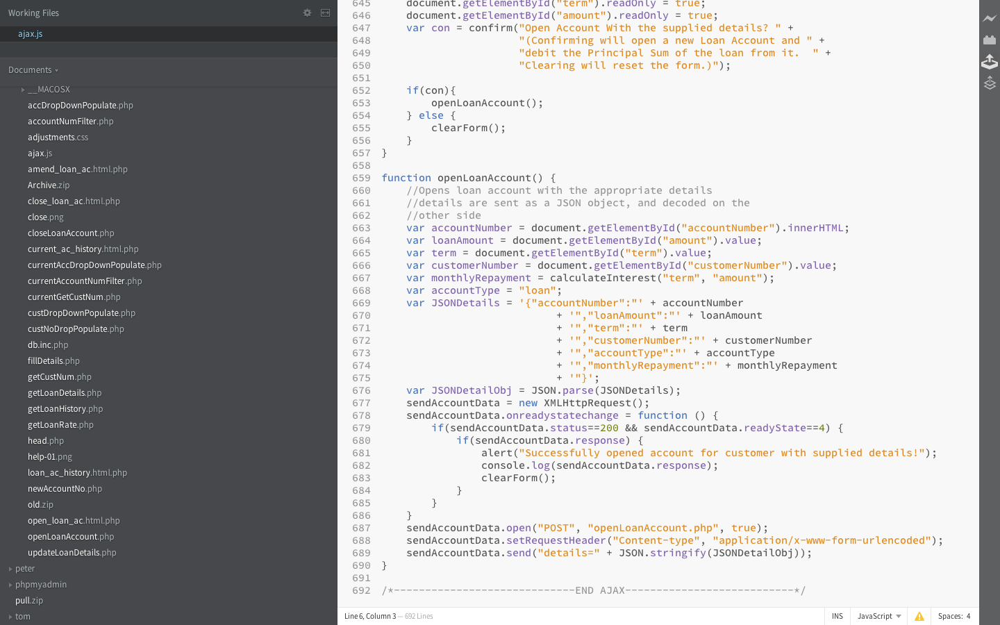 Working Files
ajax.js
Documents
__MACOSX
accDropDownPopulate.php
accountNumFilter.php
adjustments.css
ajax.js
amend_loan_ac.html.php
Archive.zip
close_loan_ac.html.php
close.png
closeLoanAccount.php
current_ac_history.html.php
currentAccDropDownPopulate.php
currentAccountNumFilter.php
currentGetCustNum.php
custDropDownPopulate.php
custNoDropPopulate.php
db.inc.php
fillDetails.php
getCustNum.php
getLoanDetails.php
getLoanHistory.php
getLoanRate.php
head.php
help-01.png
loan_ac_history.html.php
newAccountNo.php
old.zip
open_loan_ac.html.php
openLoanAccount.php
updateLoanDetails.php
peter
phpmyadmin
pull.zip
tom
645     document.getElementById("term").readOnly = true;
646     document.getElementById("amount").readOnly = true;
647     var con = confirm("Open Account With the supplied details? " +
648                       "(Confirming will open a new Loan Account and " +
649                       "debit the Principal Sum of the loan from it.  " +
650                       "Clearing will reset the form.)");
651
652     if(con){
653         openLoanAccount();
654     } else {
655         clearForm();
656     }
657 }
658
659 function openLoanAccount() {
660     //Opens loan account with the appropriate details
661     //details are sent as a JSON object, and decoded on the
662     //other side
663     var accountNumber = document.getElementById("accountNumber").innerHTML;
664     var loanAmount = document.getElementById("amount").value;
665     var term = document.getElementById("term").value;
666     var customerNumber = document.getElementById("customerNumber").value;
667     var monthlyRepayment = calculateInterest("term", "amount");
668     var accountType = "loan";
669     var JSONDetails = '{"accountNumber":"' + accountNumber
670                             + '","loanAmount":"' + loanAmount
671                             + '","term":"' + term
672                             + '","customerNumber":"' + customerNumber
673                             + '","accountType":"' + accountType
674                             + '","monthlyRepayment":"' + monthlyRepayment
675                             + '"}';
676     var JSONDetailObj = JSON.parse(JSONDetails);
677     sendAccountData = new XMLHttpRequest();
678     sendAccountData.onreadystatechange = function () {
679         if(sendAccountData.status==200 && sendAccountData.readyState==4) {
680             if(sendAccountData.response) {
681                 alert("Successfully opened account for customer with supplied details!");
682                 console.log(sendAccountData.response);
683                 clearForm();
684             }
685         }
686     }
687     sendAccountData.open("POST", "openLoanAccount.php", true);
688     sendAccountData.setRequestHeader("Content-type", "application/x-www-form-urlencoded");
689     sendAccountData.send("details=" + JSON.stringify(JSONDetailObj));
690 }
691
692 /*-----------------------------END AJAX---------------------------*/
Line 6, Column 3 — 692 Lines
INS
JavaScript
Spaces: 4